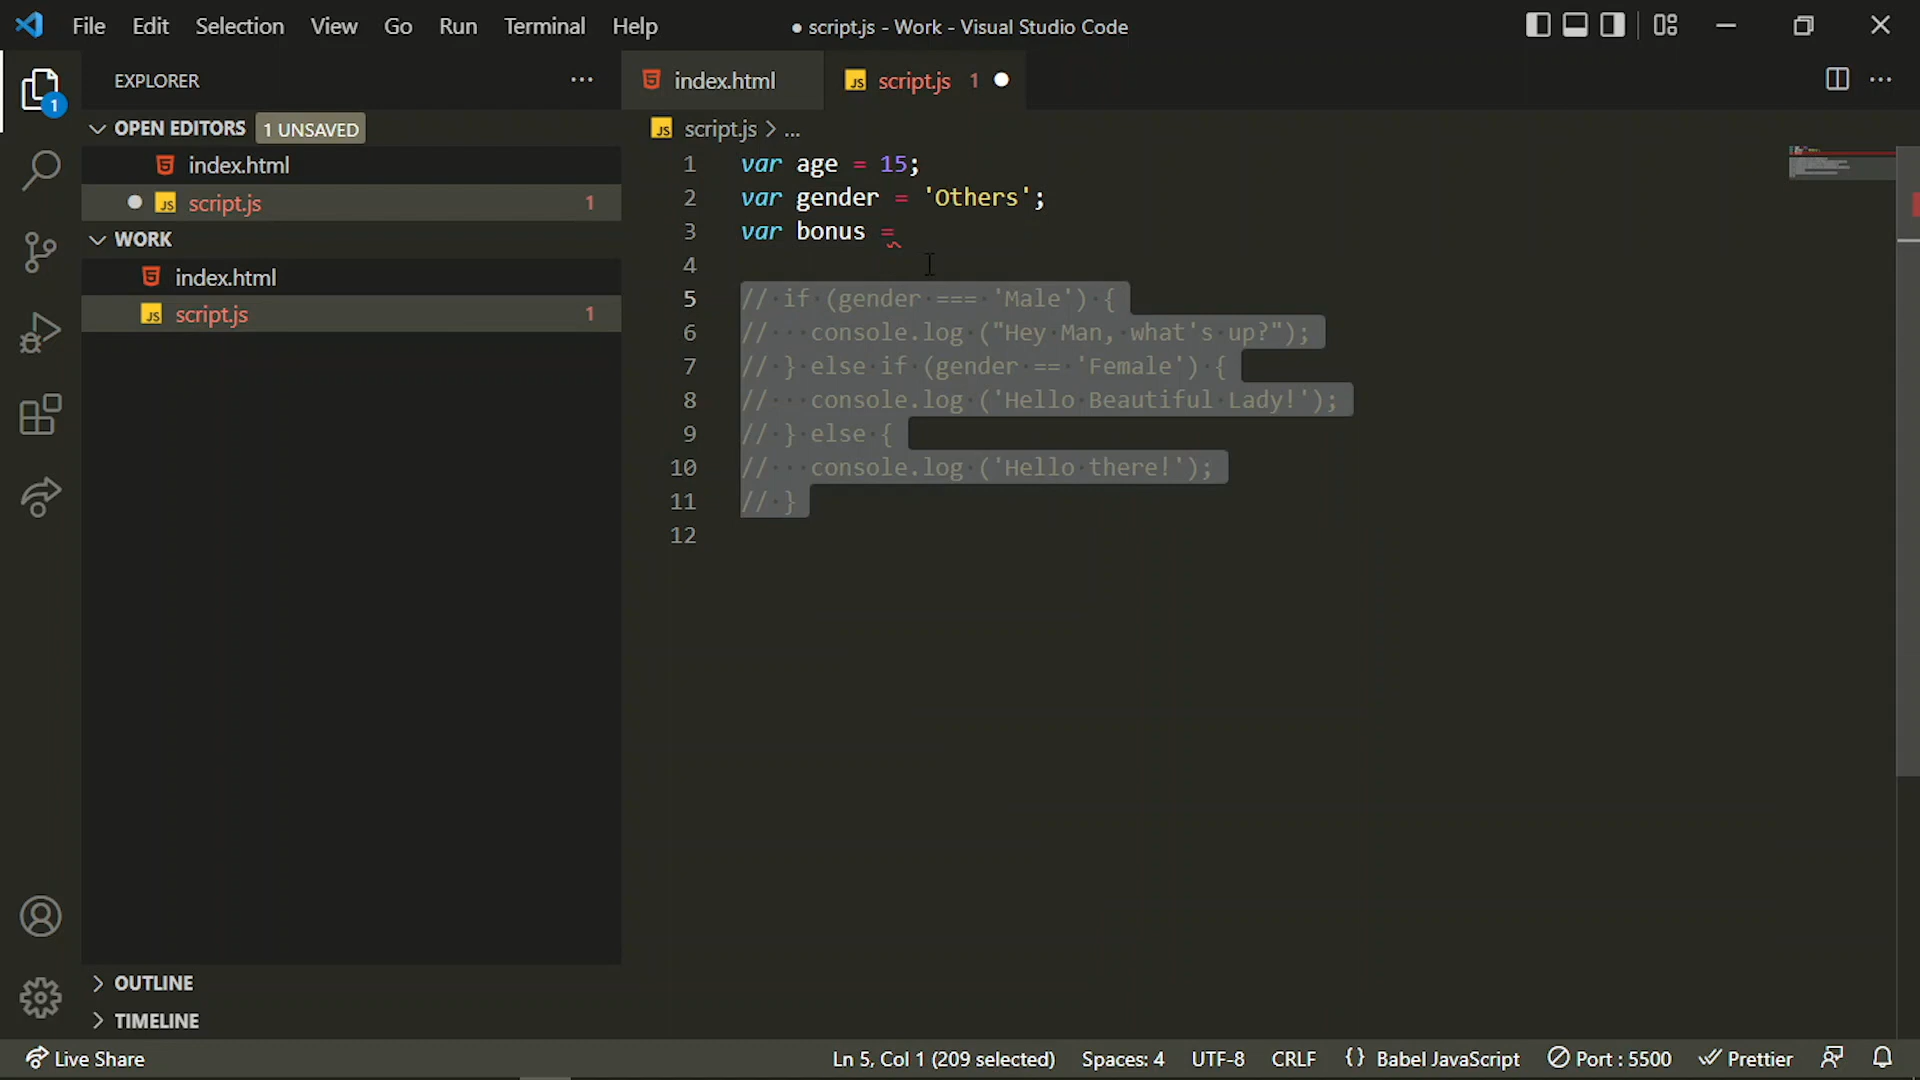 File Edit Selection View Go Run Terminal Help ● script.js - Work - Visual Studio Code
EXPLORER ···
index.html
JS script.js 1
1
OPEN EDITORS 1 UNSAVED
index.html
JS script.js 1
WORK
index.html
JS script.js 1
OUTLINE
TIMELINE
JS script.js > ...
1 var age = 15;
2 var gender = 'Others';
3 var bonus =
4
5 // if (gender === 'Male') {
6 //   console.log ("Hey Man, what's up?");
7 // } else if (gender == 'Female') {
8 //   console.log ('Hello Beautiful Lady!');
9 // } else {
10 //   console.log ('Hello there!');
11 // }
12
Live Share Ln 5, Col 1 (209 selected) Spaces: 4 UTF-8 CRLF {} Babel JavaScript Port : 5500 Prettier